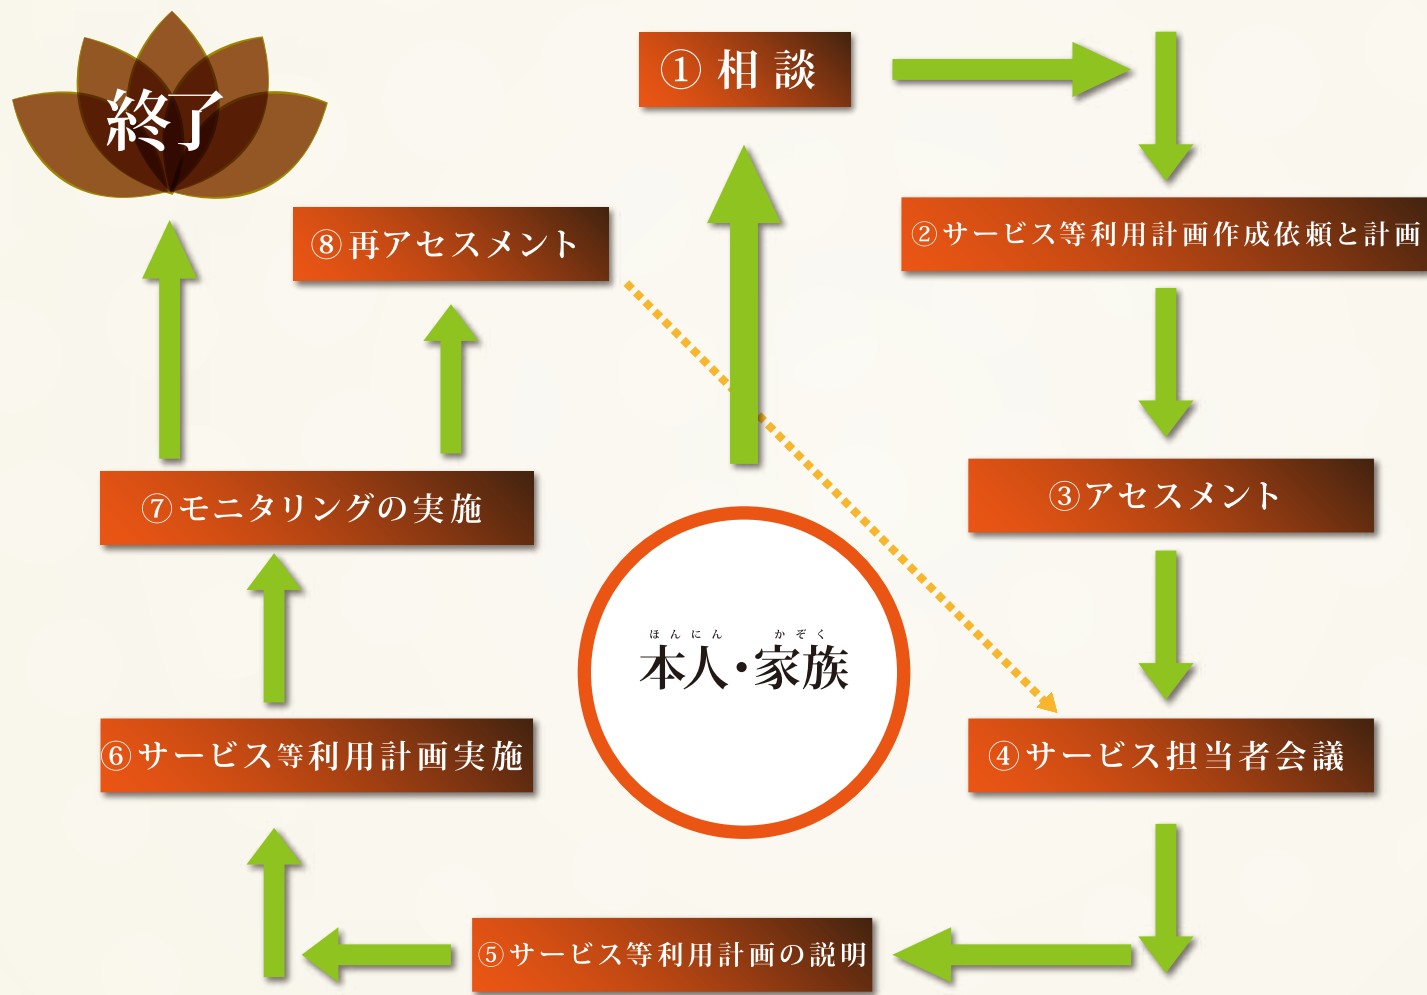 終了
①相談
②サービス等利用計画作成依頼と計画
③アセスメント
④サービス担当者会議
⑤サービス等利用計画の説明
⑥サービス等利用計画実施
⑦モニタリングの実施
⑧再アセスメント
ほんにん かぞく
本人・家族